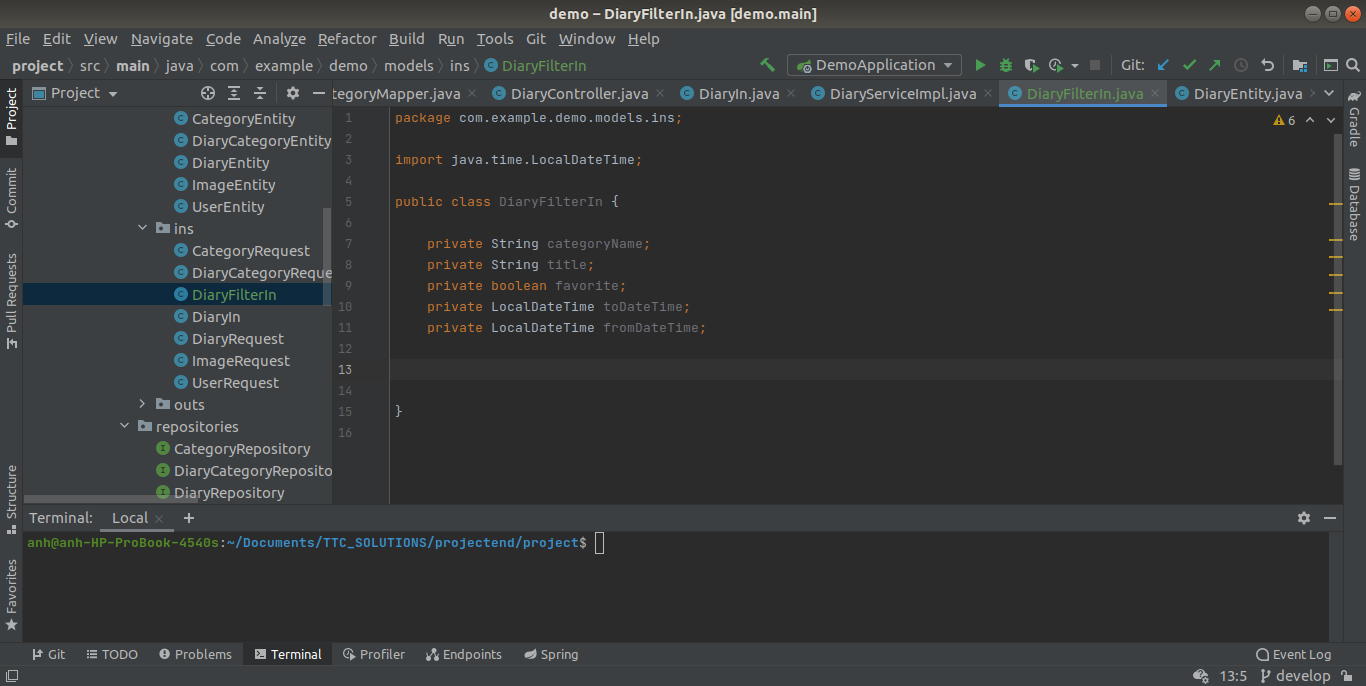 demo – DiaryFilterIn.java [demo.main]
File Edit View Navigate Code Analyze Refactor Build Run Tools Git Window Help
project src main java com example demo models ins DiaryFilterIn
DemoApplication Git:
Project
tegoryMapper.java DiaryController.java DiaryIn.java DiaryServiceImpl.java DiaryFilterIn.java DiaryEntity.java
Project
Commit
Pull Requests
Structure
Favorites
CategoryEntity
DiaryCategoryEntity
DiaryEntity
ImageEntity
UserEntity
ins
CategoryRequest
DiaryCategoryReque
DiaryFilterIn
DiaryIn
DiaryRequest
ImageRequest
UserRequest
outs
repositories
CategoryRepository
DiaryCategoryReposito
DiaryRepository
1 package com.example.demo.models.ins;
2
3 import java.time.LocalDateTime;
4
5 public class DiaryFilterIn {
6
7 private String categoryName;
8 private String title;
9 private boolean favorite;
10 private LocalDateTime toDateTime;
11 private LocalDateTime fromDateTime;
12
13
14
15 }
16
6
Gradle
Database
Terminal: Local +
anh@anh-HP-ProBook-4540s:~/Documents/TTC_SOLUTIONS/projectend/project$
Git TODO Problems Terminal Profiler Endpoints Spring Event Log
13:5 develop